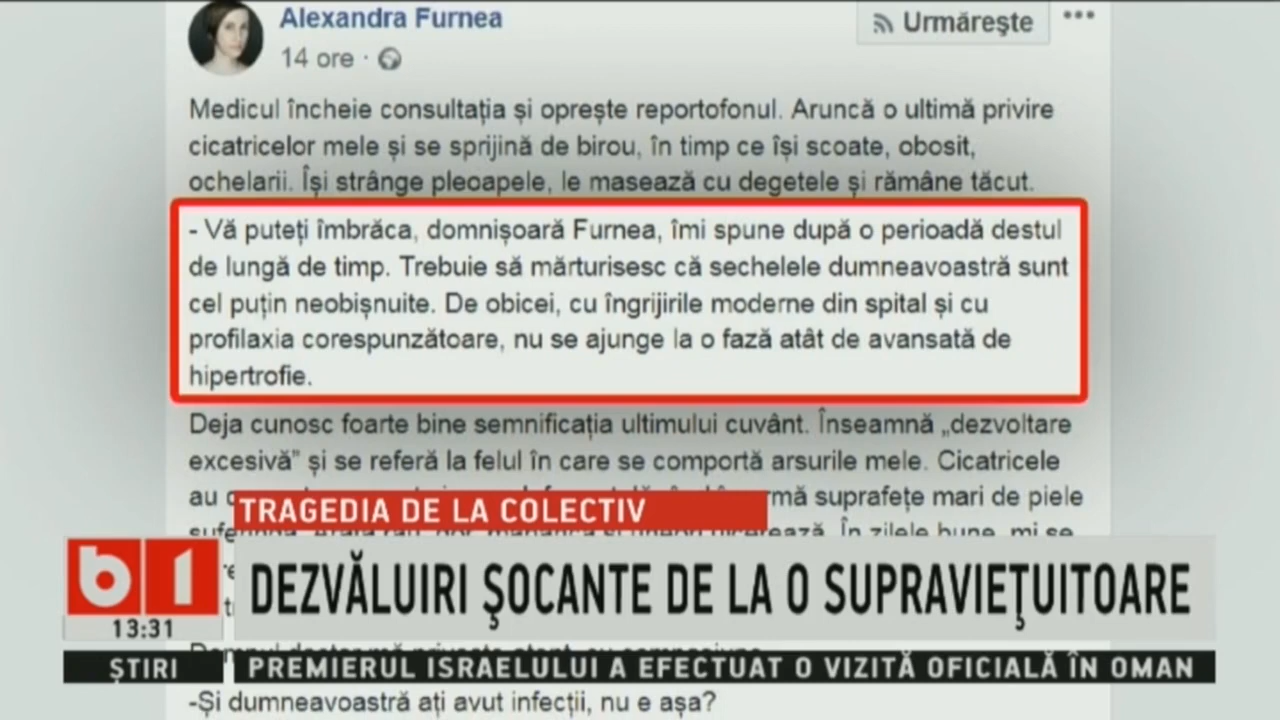 Alexandra Furnea
Urmărește
14 ore
Medicul încheie consultația și oprește reportofonul. Aruncă o ultimă privire
cicatricelor mele și se sprijină de birou, în timp ce își scoate, obosit,
ochelarii. Își strânge pleoapele, le masează cu degetele și rămâne tăcut.
- Vă puteți îmbrăca, domnișoară Furnea, îmi spune după o perioadă destul
de lungă de timp. Trebuie să mărturisesc că sechelele dumneavoastră sunt
cel puțin neobișnuite. De obicei, cu îngrijirile moderne din spital și cu
profilaxia corespunzătoare, nu se ajunge la o fază atât de avansată de
hipertrofie.
Deja cunosc foarte bine semnificația ultimului cuvânt. Înseamnă „dezvoltare
excesivă” și se referă la felul în care se comportă arsurile mele. Cicatricele
au suprafețe mari de piele
În zilele bune, mi se
TRAGEDIA DE LA COLECTIV
b1
DEZVĂLUIRI ŞOCANTE DE LA O SUPRAVIEŢUITOARE
13:31
ŞTIRI
PREMIERUL ISRAELULUI A EFECTUAT O VIZITĂ OFICIALĂ ÎN OMAN
-Și dumneavoastră ați avut infecții, nu e așa?